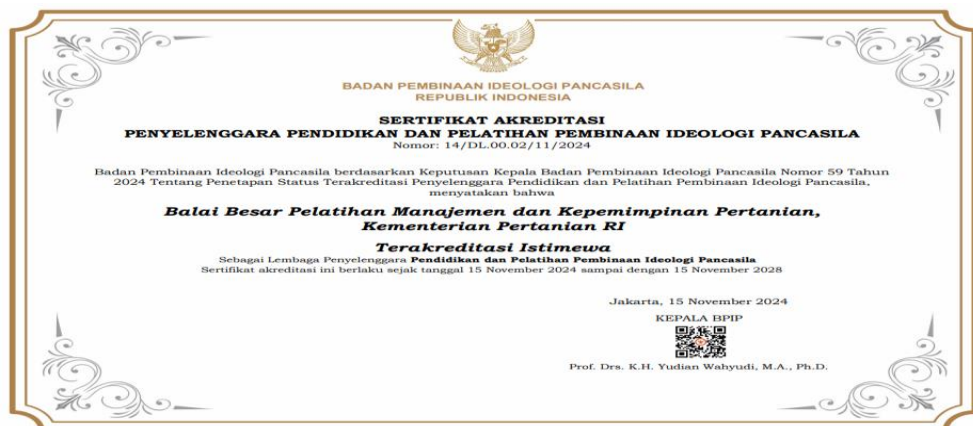 BADAN PEMBINAAN IDEOLOGI PANCASILA
REPUBLIK INDONESIA
SERTIFIKAT AKREDITASI
PENYELENGGARA PENDIDIKAN DAN PELATIHAN PEMBINAAN IDEOLOGI PANCASILA
Nomor: 14/DL.00.02/11/2024
Badan Pembinaan Ideologi Pancasila berdasarkan Keputusan Kepala Badan Pembinaan Ideologi Pancasila Nomor 59 Tahun
2024 Tentang Penetapan Status Terakreditasi Penyelenggara Pendidikan dan Pelatihan Pembinaan Ideologi Pancasila,
menyatakan bahwa
Balai Besar Pelatihan Manajemen dan Kepemimpinan Pertanian,
Kementerian Pertanian RI
Terakreditasi Istimewa
Sebagai Lembaga Penyelenggara Pendidikan dan Pelatihan Pembinaan Ideologi Pancasila
Sertifikat akreditasi ini berlaku sejak tanggal 15 November 2024 sampai dengan 15 November 2028
Jakarta, 15 November 2024
KEPALA BPIP
Prof. Drs. K.H. Yudian Wahyudi, M.A., Ph.D.